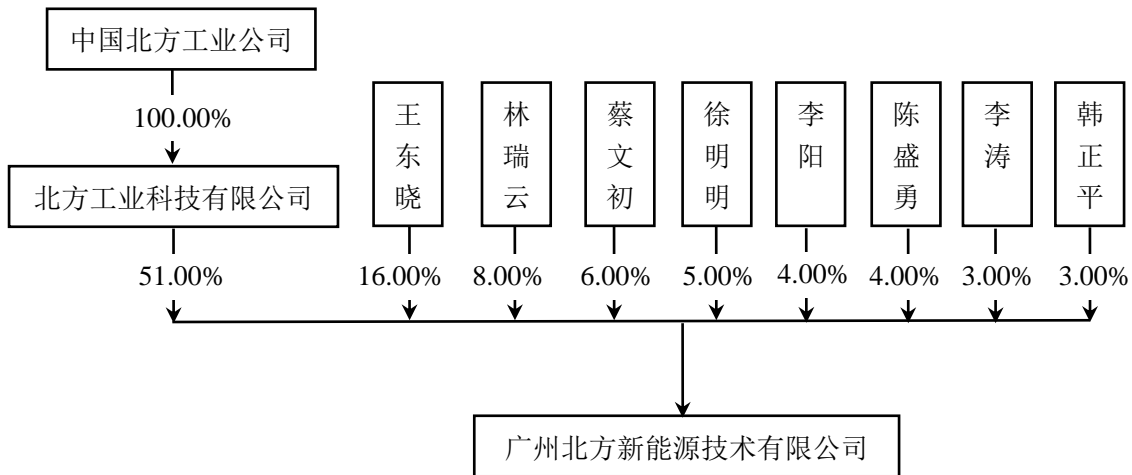 中国北方工业公司
100.00%
王东晓
林瑞云
蔡文初
徐明明
李阳
陈盛勇
李涛
韩正平
北方工业科技有限公司
51.00%
16.00%
8.00%
6.00%
5.00%
4.00%
4.00%
3.00%
3.00%
广州北方新能源技术有限公司